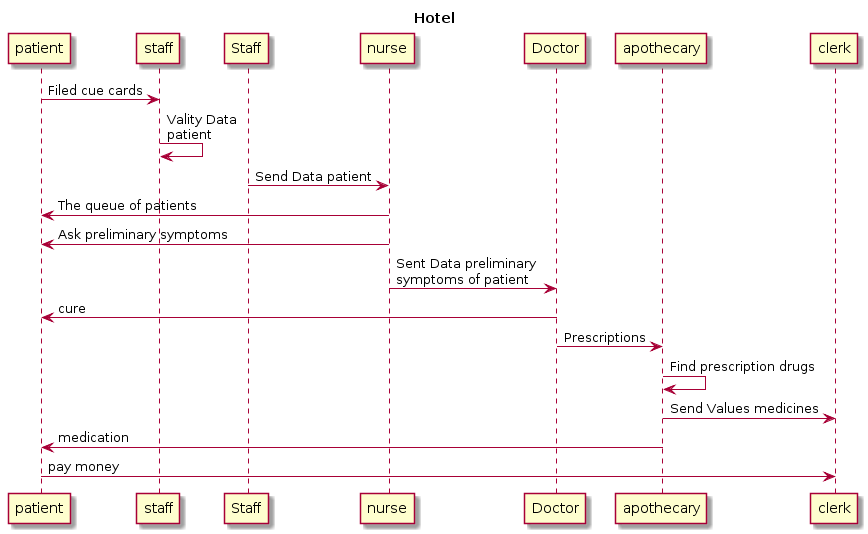 Hotel
patient staff Staff nurse Doctor apothecary clerk
Filed cue cards
Vality Data
patient
Send Data patient
The queue of patients
Ask preliminary symptoms
Sent Data preliminary
symptoms of patient
cure
Prescriptions
Find prescription drugs
Send Values medicines
medication
pay money
patient staff Staff nurse Doctor apothecary clerk